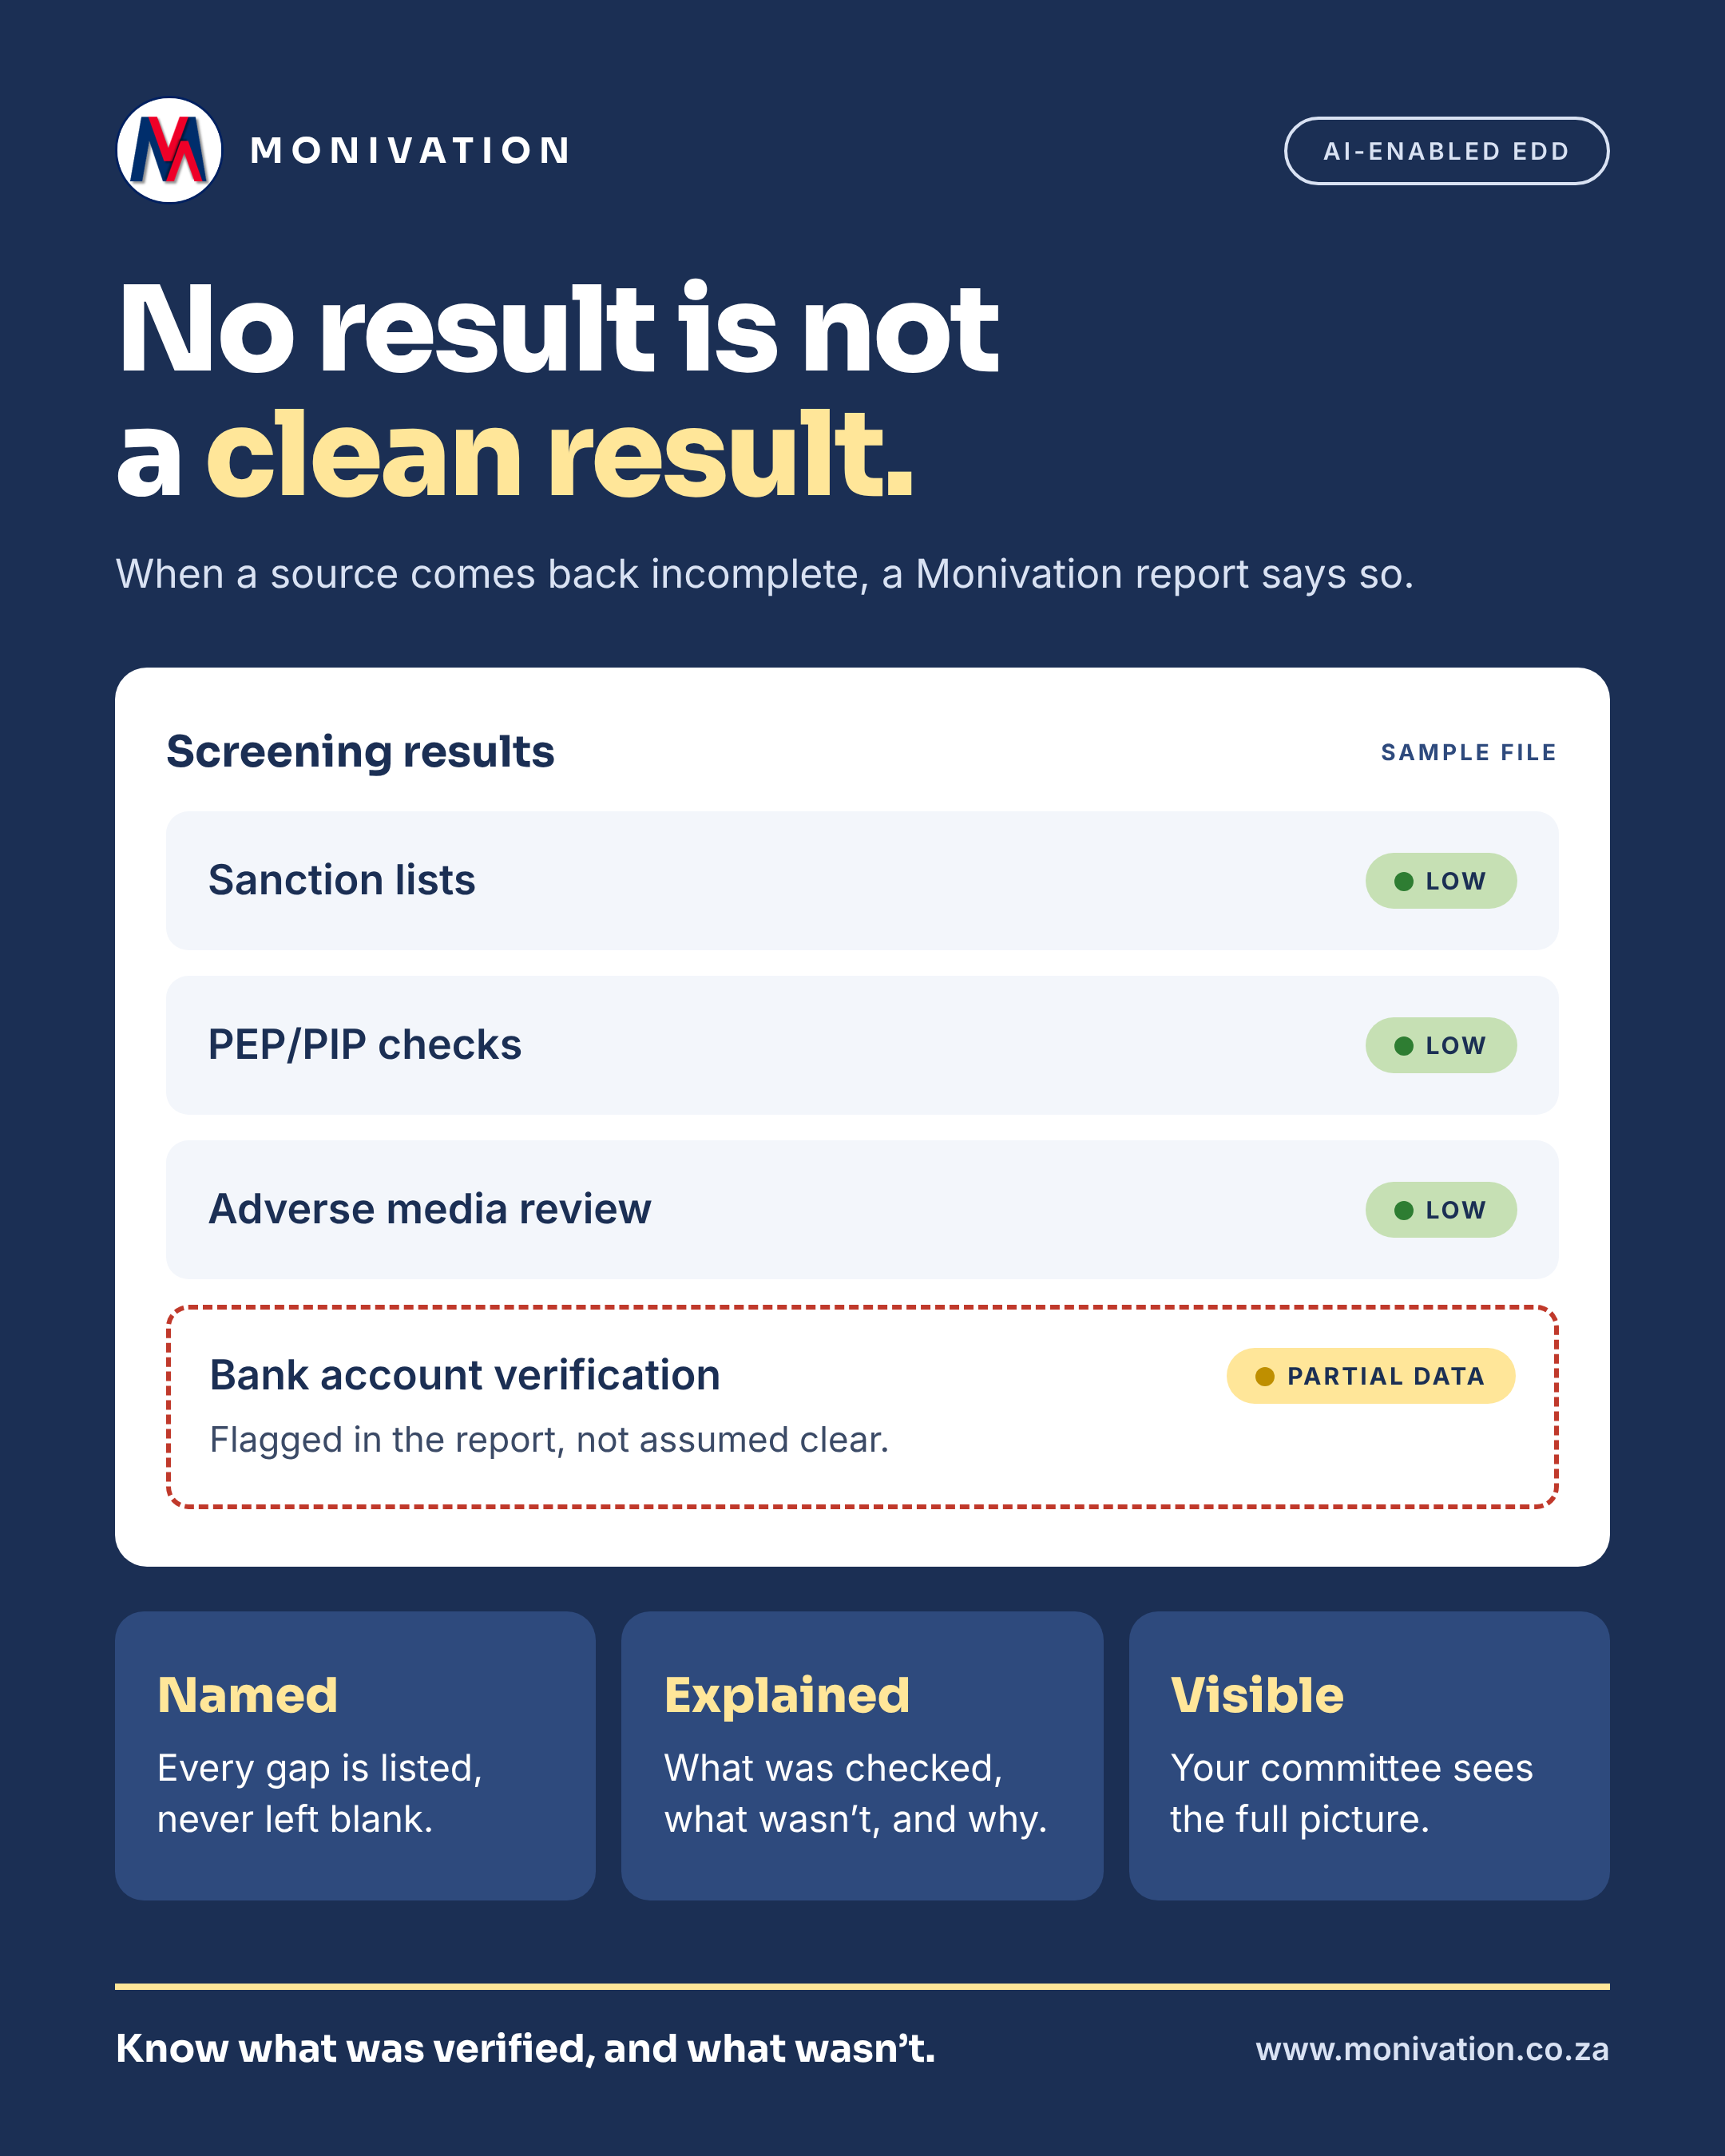 MONIVATION
AI-ENABLED EDD
No result is not
a clean result.
When a source comes back incomplete, a Monivation report says so.
Screening results
SAMPLE FILE
Sanction lists
LOW
PEP/PIP checks
LOW
Adverse media review
LOW
Bank account verification
PARTIAL DATA
Flagged in the report, not assumed clear.
Named
Every gap is listed,
never left blank.
Explained
What was checked,
what wasn’t, and why.
Visible
Your committee sees
the full picture.
Know what was verified, and what wasn’t.
www.monivation.co.za